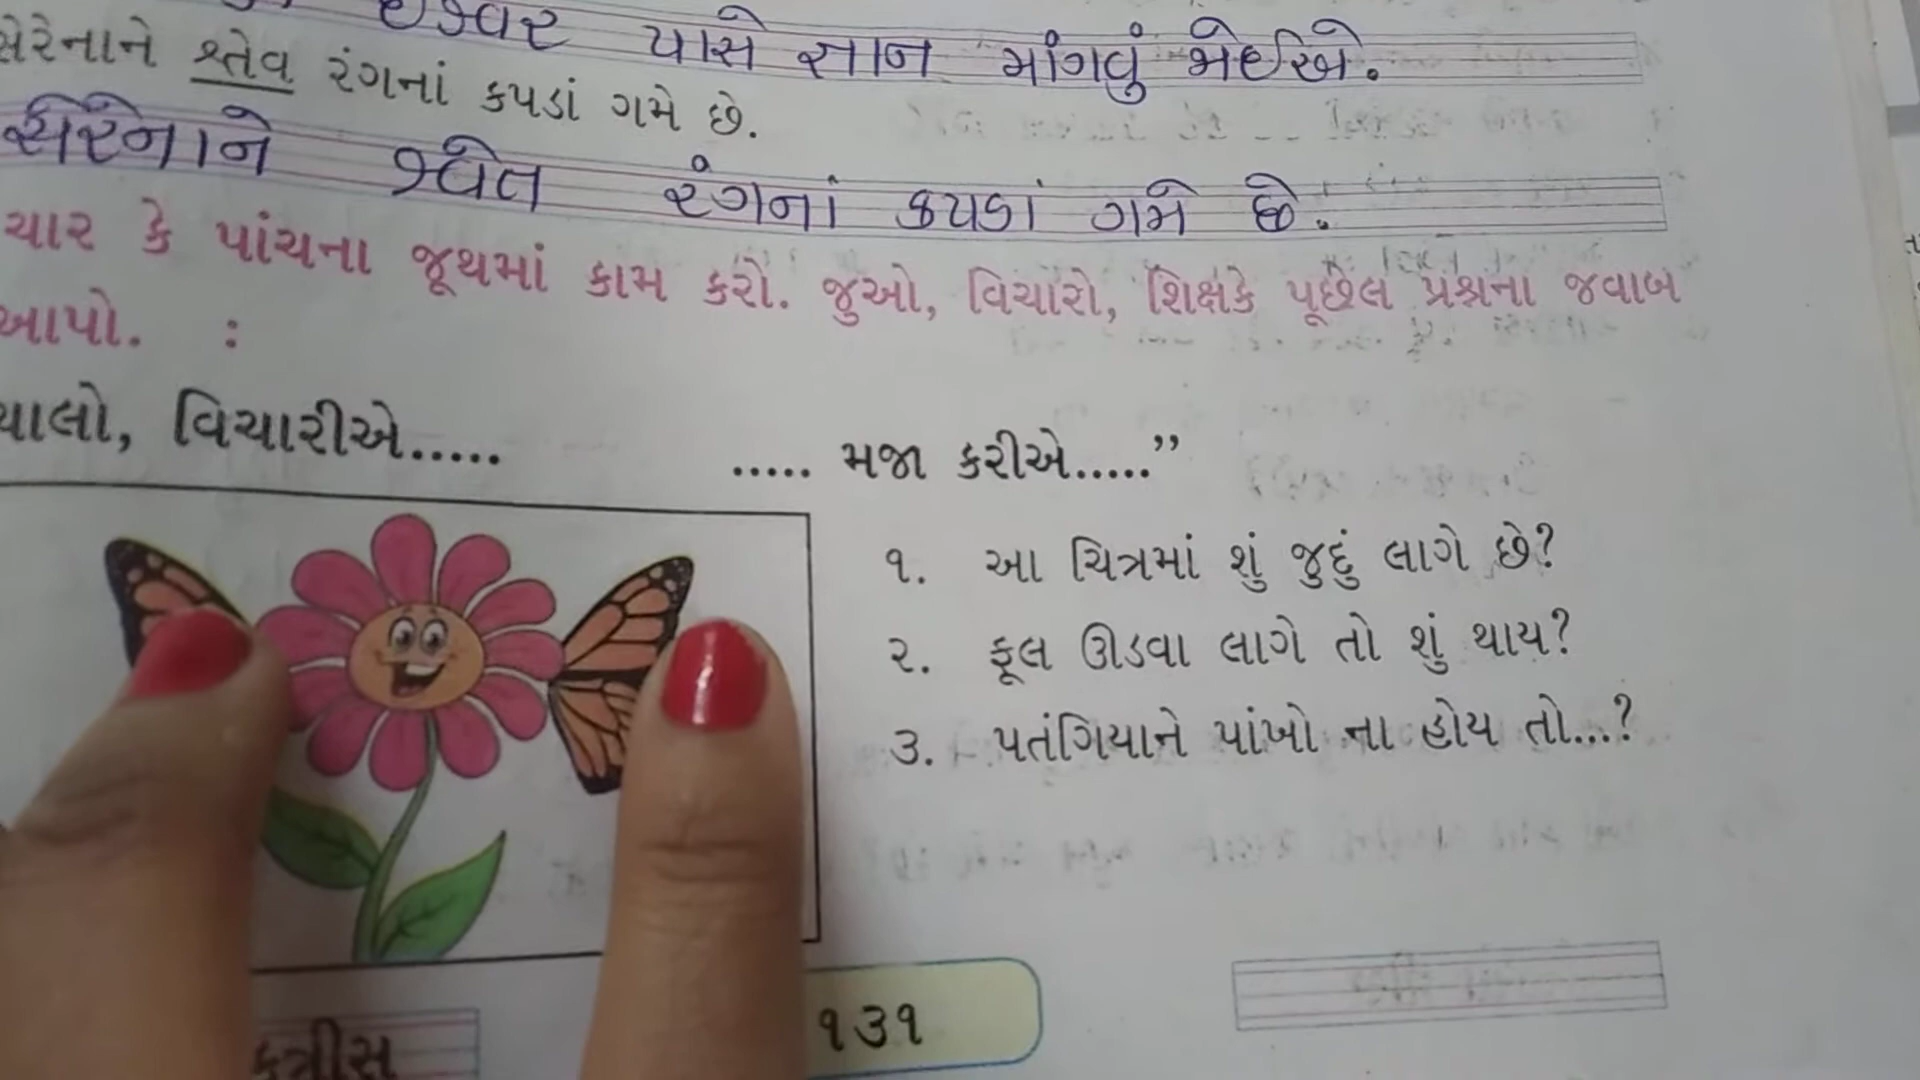 ઈશ્વર પાસે જ્ઞાન માંગવું જોઈએ.
સેરેનાને શ્તેવ રંગનાં કપડાં ગમે છે.
સેરેનાને શ્વેત રંગનાં કપડાં ગમે છે.
ચાર કે પાંચના જૂથમાં કામ કરો. જુઓ, વિચારો, શિક્ષકે પૂછેલ પ્રશ્નના જવાબ
આપો. :
ચાલો, વિચારીએ.....
..... મજા કરીએ.....”
૧. આ ચિત્રમાં શું જુદું લાગે છે?
૨. ફૂલ ઊડવા લાગે તો શું થાય?
૩. પતંગિયાને પાંખો ના હોય તો...?
૧૩૧